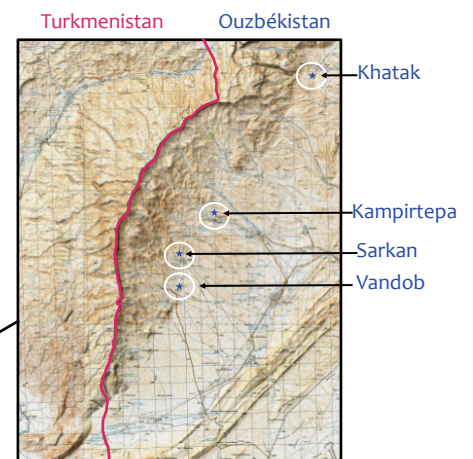 Turkmenistan
Ouzbékistan
Khatak
Kampirtepa
Sarkan
Vandob